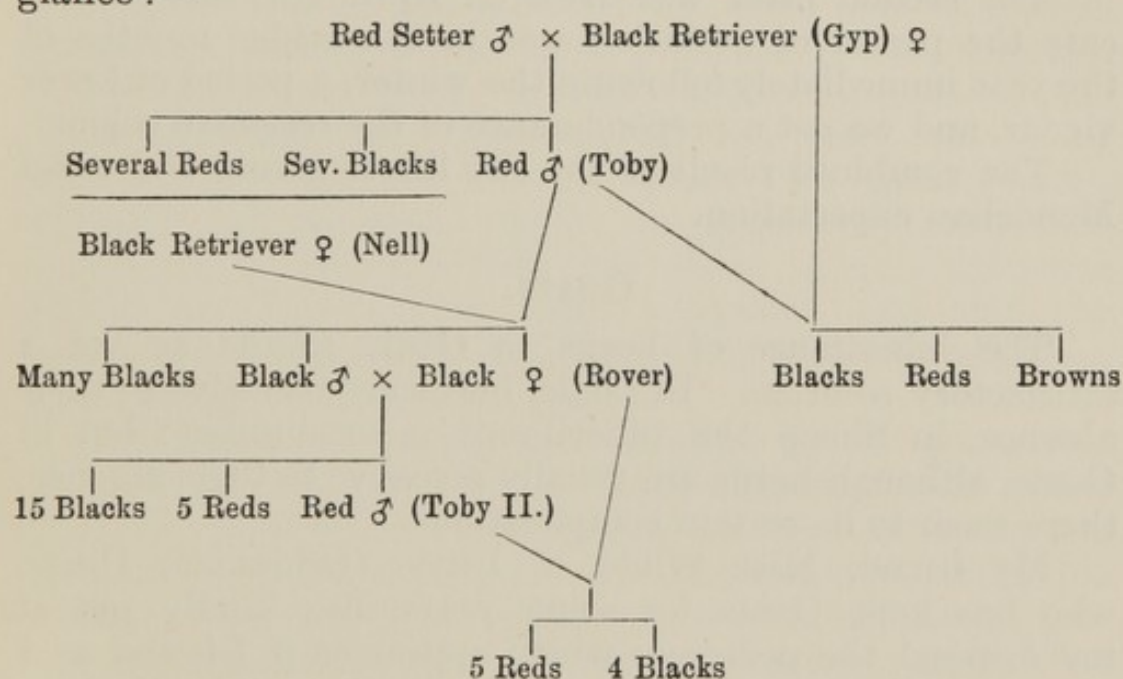 Red Setter ♂ × Black Retriever (Gyp) ♀
Several Reds Sev. Blacks Red ♂ (Toby)
Black Retriever ♀ (Nell)
Many Blacks Black ♂ × Black ♀ (Rover) Blacks Reds Browns
15 Blacks 5 Reds Red ♂ (Toby II.)
5 Reds 4 Blacks